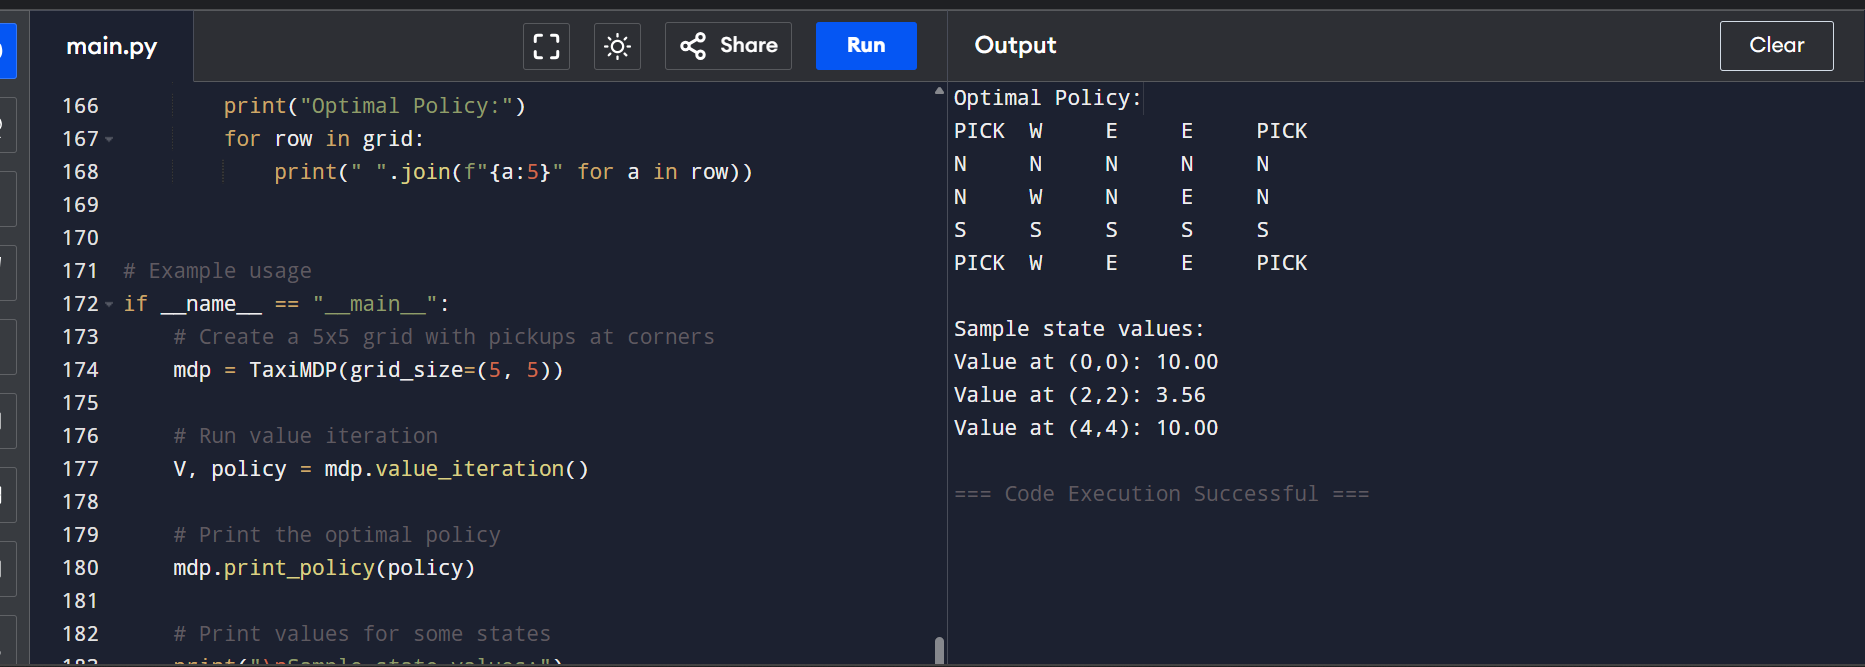 main.py
Share
Run
Output
Clear
166 print("Optimal Policy:")
167 for row in grid:
168 print(" ".join(f"{a:5}" for a in row))
169
170
171 # Example usage
172 if __name__ == "__main__":
173 # Create a 5x5 grid with pickups at corners
174 mdp = TaxiMDP(grid_size=(5, 5))
175
176 # Run value iteration
177 V, policy = mdp.value_iteration()
178
179 # Print the optimal policy
180 mdp.print_policy(policy)
181
182 # Print values for some states
183 print("\nSample state values:")
Optimal Policy:
PICK W E E PICK
N N N N N
N W N E N
S S S S S
PICK W E E PICK
Sample state values:
Value at (0,0): 10.00
Value at (2,2): 3.56
Value at (4,4): 10.00
=== Code Execution Successful ===